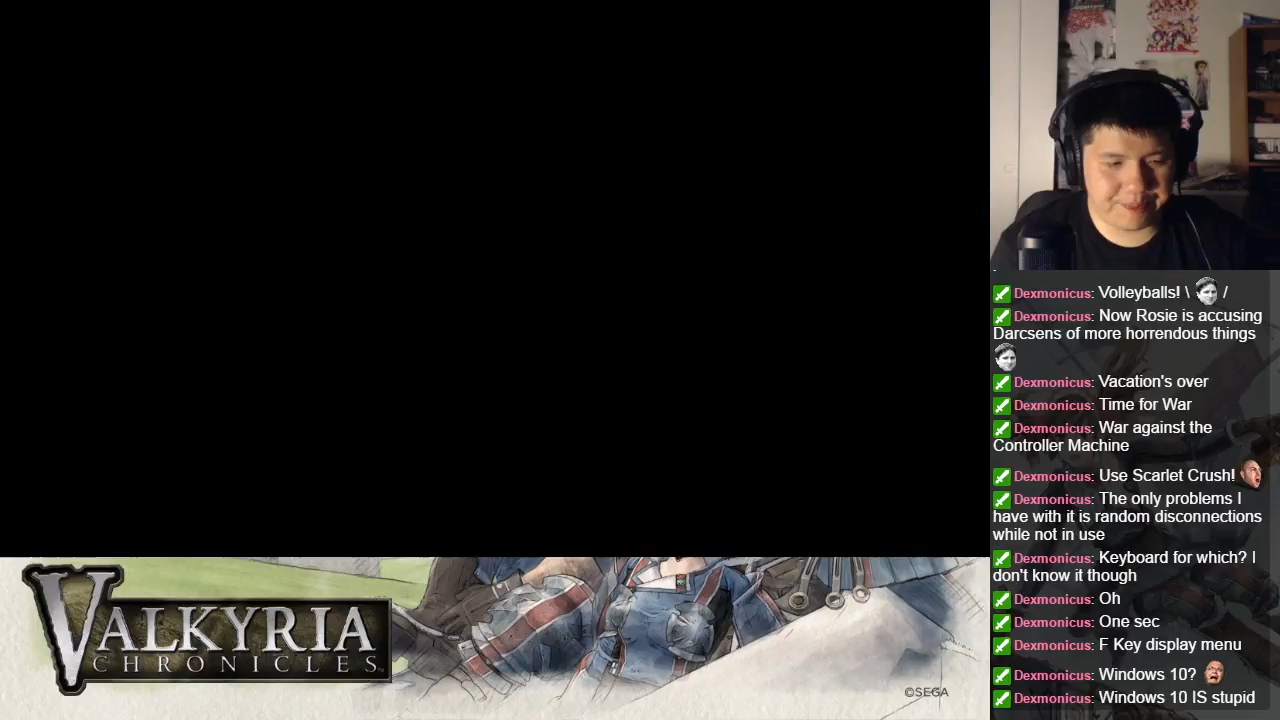 Dexmonicus: Volleyballs! \ /
Dexmonicus: Now Rosie is accusing
Darcsens of more horrendous things
Dexmonicus: Vacation's over
Dexmonicus: Time for War
Dexmonicus: War against the
Controller Machine
Dexmonicus: Use Scarlet Crush!
Dexmonicus: The only problems I
have with it is random disconnections
while not in use
Dexmonicus: Keyboard for which? I
don't know it though
Dexmonicus: Oh
Dexmonicus: One sec
Dexmonicus: F Key display menu
Dexmonicus: Windows 10?
Dexmonicus: Windows 10 IS stupid
VALKYRIA
CHRONICLES
©SEGA